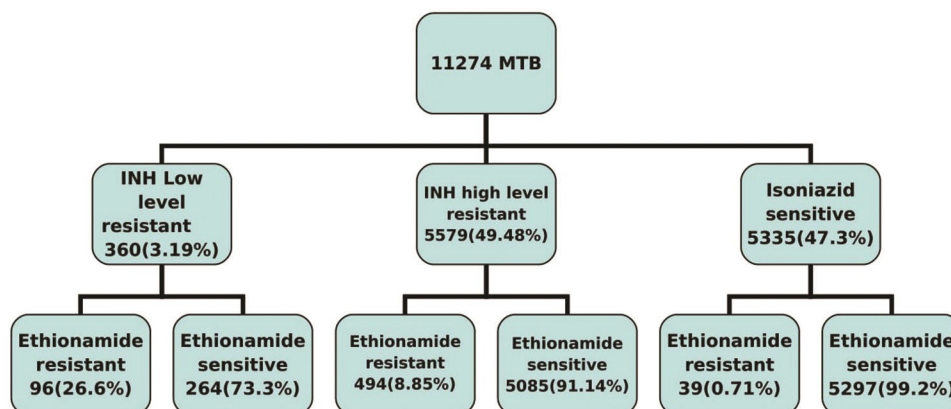 11274 MTB
INH Low
level
resistant
360(3.19%)
INH high level
resistant
5579(49.48%)
Isoniazid
sensitive
5335(47.3%)
Ethionamide
resistant
96(26.6%)
Ethionamide
sensitive
264(73.3%)
Ethionamide
resistant
494(8.85%)
Ethionamide
sensitive
5085(91.14%)
Ethionamide
resistant
39(0.71%)
Ethionamide
sensitive
5297(99.2%)